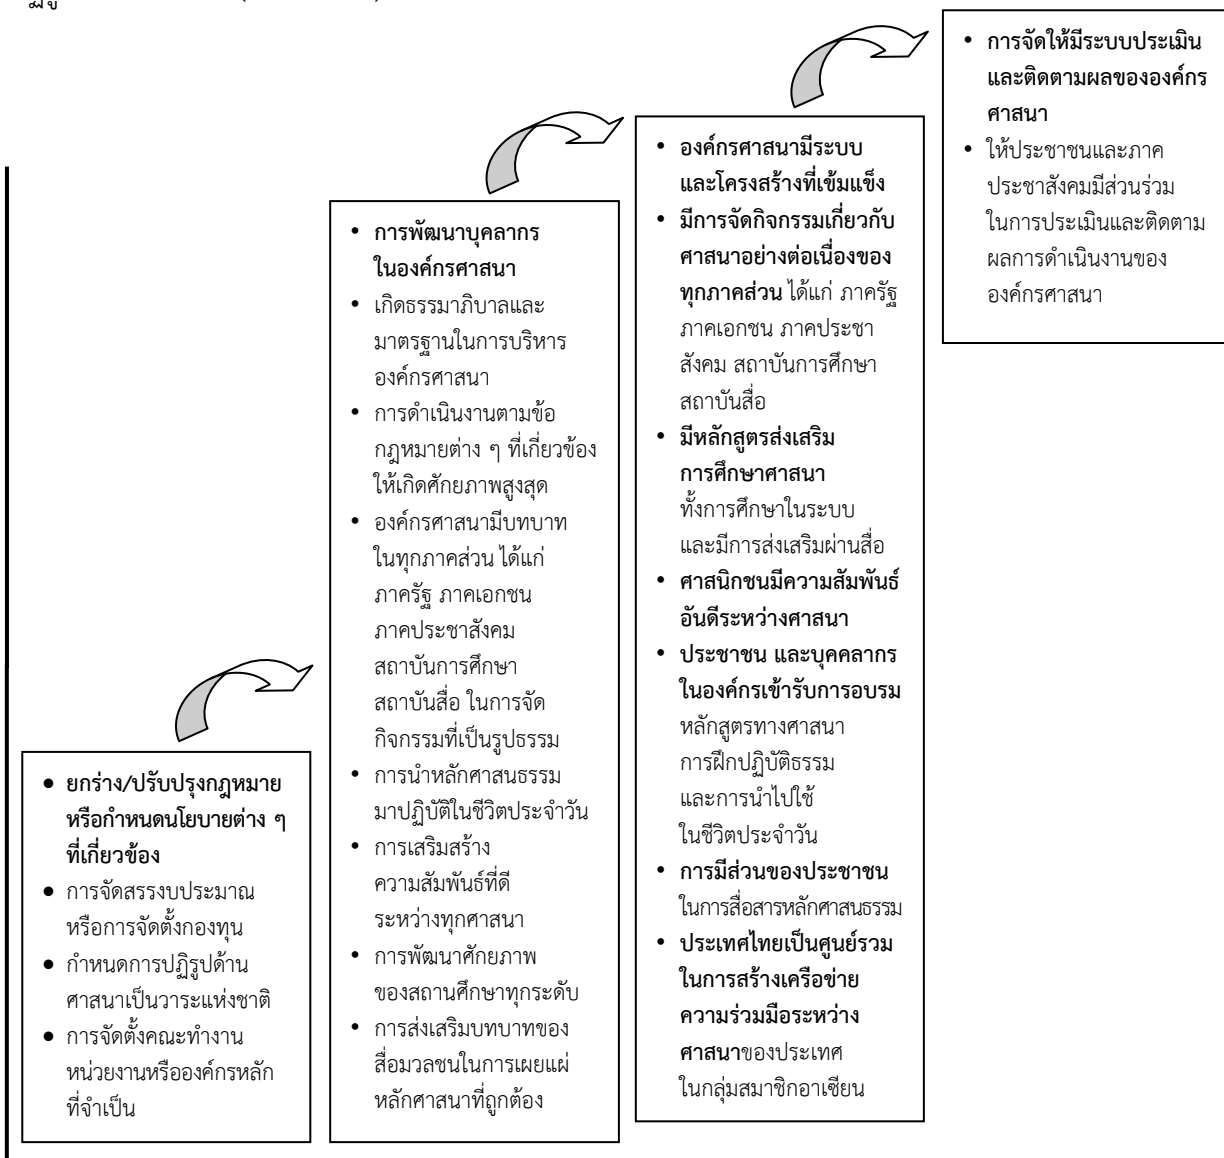 • ยกร่าง/ปรับปรุงกฎหมาย
หรือกำหนดนโยบายต่าง ๆ
ที่เกี่ยวข้อง
• การจัดสรรงบประมาณ
หรือการจัดตั้งกองทุน
• กำหนดการปฏิรูปด้าน
ศาสนาเป็นวาระแห่งชาติ
• การจัดตั้งคณะทำงาน
หน่วยงานหรือองค์กรหลัก
ที่จำเป็น
• การพัฒนาบุคลากร
ในองค์กรศาสนา
• เกิดธรรมาภิบาลและ
มาตรฐานในการบริหาร
องค์กรศาสนา
• การดำเนินงานตามข้อ
กฎหมายต่าง ๆ ที่เกี่ยวข้อง
ให้เกิดศักยภาพสูงสุด
• องค์กรศาสนามีบทบาท
ในทุกภาคส่วน ได้แก่
ภาครัฐ ภาคเอกชน
ภาคประชาสังคม
สถาบันการศึกษา
สถาบันสื่อ ในการจัด
กิจกรรมที่เป็นรูปธรรม
• การนำหลักศาสนธรรม
มาปฏิบัติในชีวิตประจำวัน
• การเสริมสร้าง
ความสัมพันธ์ที่ดี
ระหว่างทุกศาสนา
• การพัฒนาศักยภาพ
ของสถานศึกษาทุกระดับ
• การส่งเสริมบทบาทของ
สื่อมวลชนในการเผยแผ่
หลักศาสนาที่ถูกต้อง
• องค์กรศาสนามีระบบ
และโครงสร้างที่เข้มแข็ง
• มีการจัดกิจกรรมเกี่ยวกับ
ศาสนาอย่างต่อเนื่องของ
ทุกภาคส่วน ได้แก่ ภาครัฐ
ภาคเอกชน ภาคประชา
สังคม สถาบันการศึกษา
สถาบันสื่อ
• มีหลักสูตรส่งเสริม
การศึกษาศาสนา
ทั้งการศึกษาในระบบ
และมีการส่งเสริมผ่านสื่อ
• ศาสนิกชนมีความสัมพันธ์
อันดีระหว่างศาสนา
• ประชาชน และบุคคลากร
ในองค์กรเข้ารับการอบรม
หลักสูตรทางศาสนา
การฝึกปฏิบัติธรรม
และการนำไปใช้
ในชีวิตประจำวัน
• การมีส่วนของประชาชน
ในการสื่อสารหลักศาสนธรรม
• ประเทศไทยเป็นศูนย์รวม
ในการสร้างเครือข่าย
ความร่วมมือระหว่าง
ศาสนาของประเทศ
ในกลุ่มสมาชิกอาเซียน
• การจัดให้มีระบบประเมิน
และติดตามผลขององค์กร
ศาสนา
• ให้ประชาชนและภาค
ประชาสังคมมีส่วนร่วม
ในการประเมินและติดตาม
ผลการดำเนินงานของ
องค์กรศาสนา